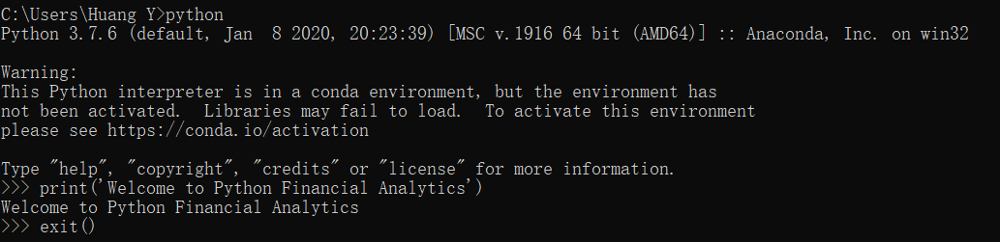 C:\Users\Huang Y>python
Python 3.7.6 (default, Jan  8 2020, 20:23:39) [MSC v.1916 64 bit (AMD64)] :: Anaconda, Inc. on win32
Warning:
This Python interpreter is in a conda environment, but the environment has
not been activated.  Libraries may fail to load.  To activate this environment
please see https://conda.io/activation
Type "help", "copyright", "credits" or "license" for more information.
>>> print('Welcome to Python Financial Analytics')
Welcome to Python Financial Analytics
>>> exit()